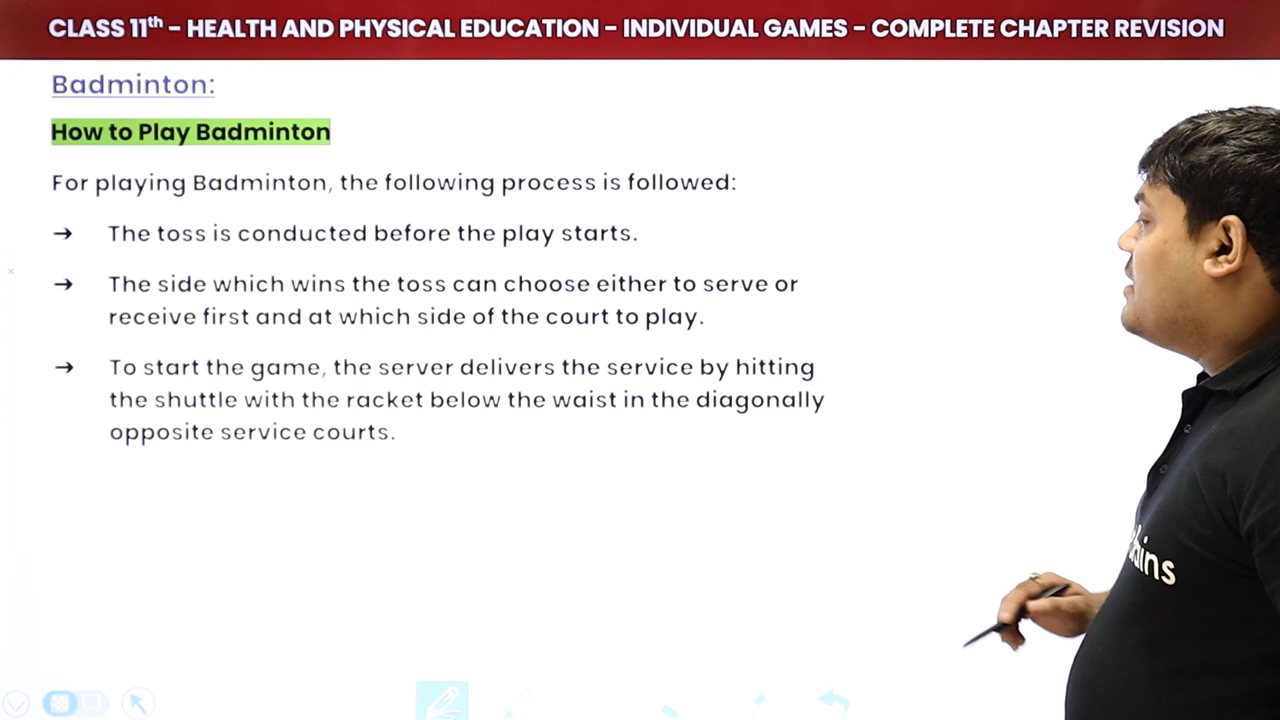 CLASS 11th – HEALTH AND PHYSICAL EDUCATION – INDIVIDUAL GAMES – COMPLETE CHAPTER REVISION
Badminton:
How to Play Badminton
For playing Badminton, the following process is followed:
→ The toss is conducted before the play starts.
→ The side which wins the toss can choose either to serve or
receive first and at which side of the court to play.
→ To start the game, the server delivers the service by hitting
the shuttle with the racket below the waist in the diagonally
opposite service courts.